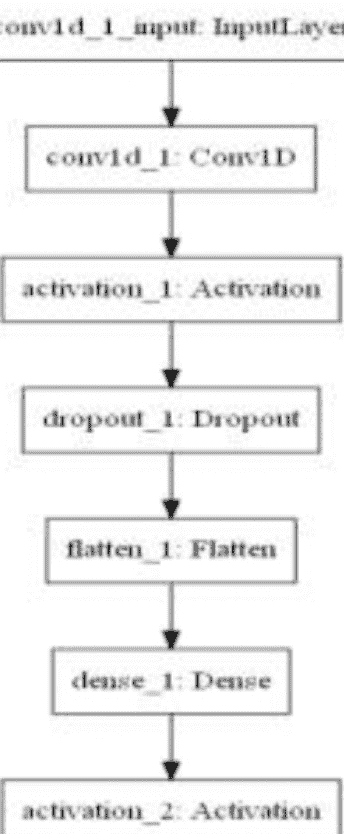 conv1d_1_input: InputLayer
conv1d_1: Conv1D
activation_1: Activation
dropout_1: Dropout
flatten_1: Flatten
dense_1: Dense
activation_2: Activation